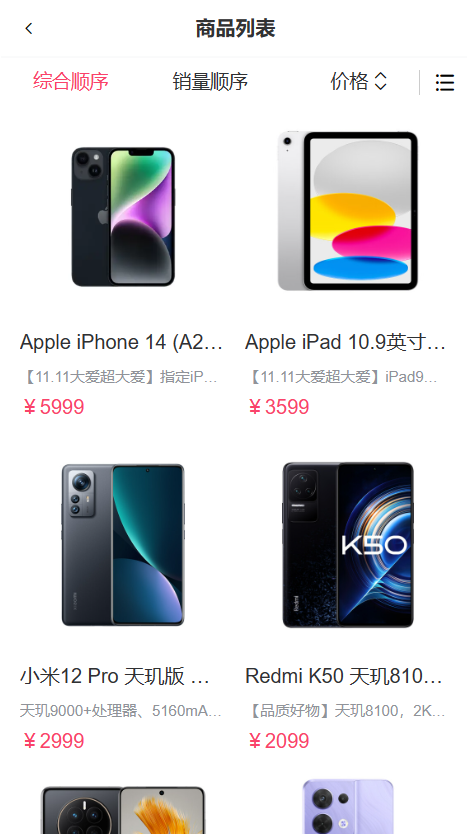 商品列表
综合顺序 销量顺序 价格
Apple iPhone 14 (A2...
【11.11大爱超大爱】指定iP...
￥5999
Apple iPad 10.9英寸...
【11.11大爱超大爱】iPad9...
￥3599
小米12 Pro 天玑版 ...
天玑9000+处理器、5160mA...
￥2999
K50
Redmi K50 天玑810...
【品质好物】天玑8100，2K...
￥2099